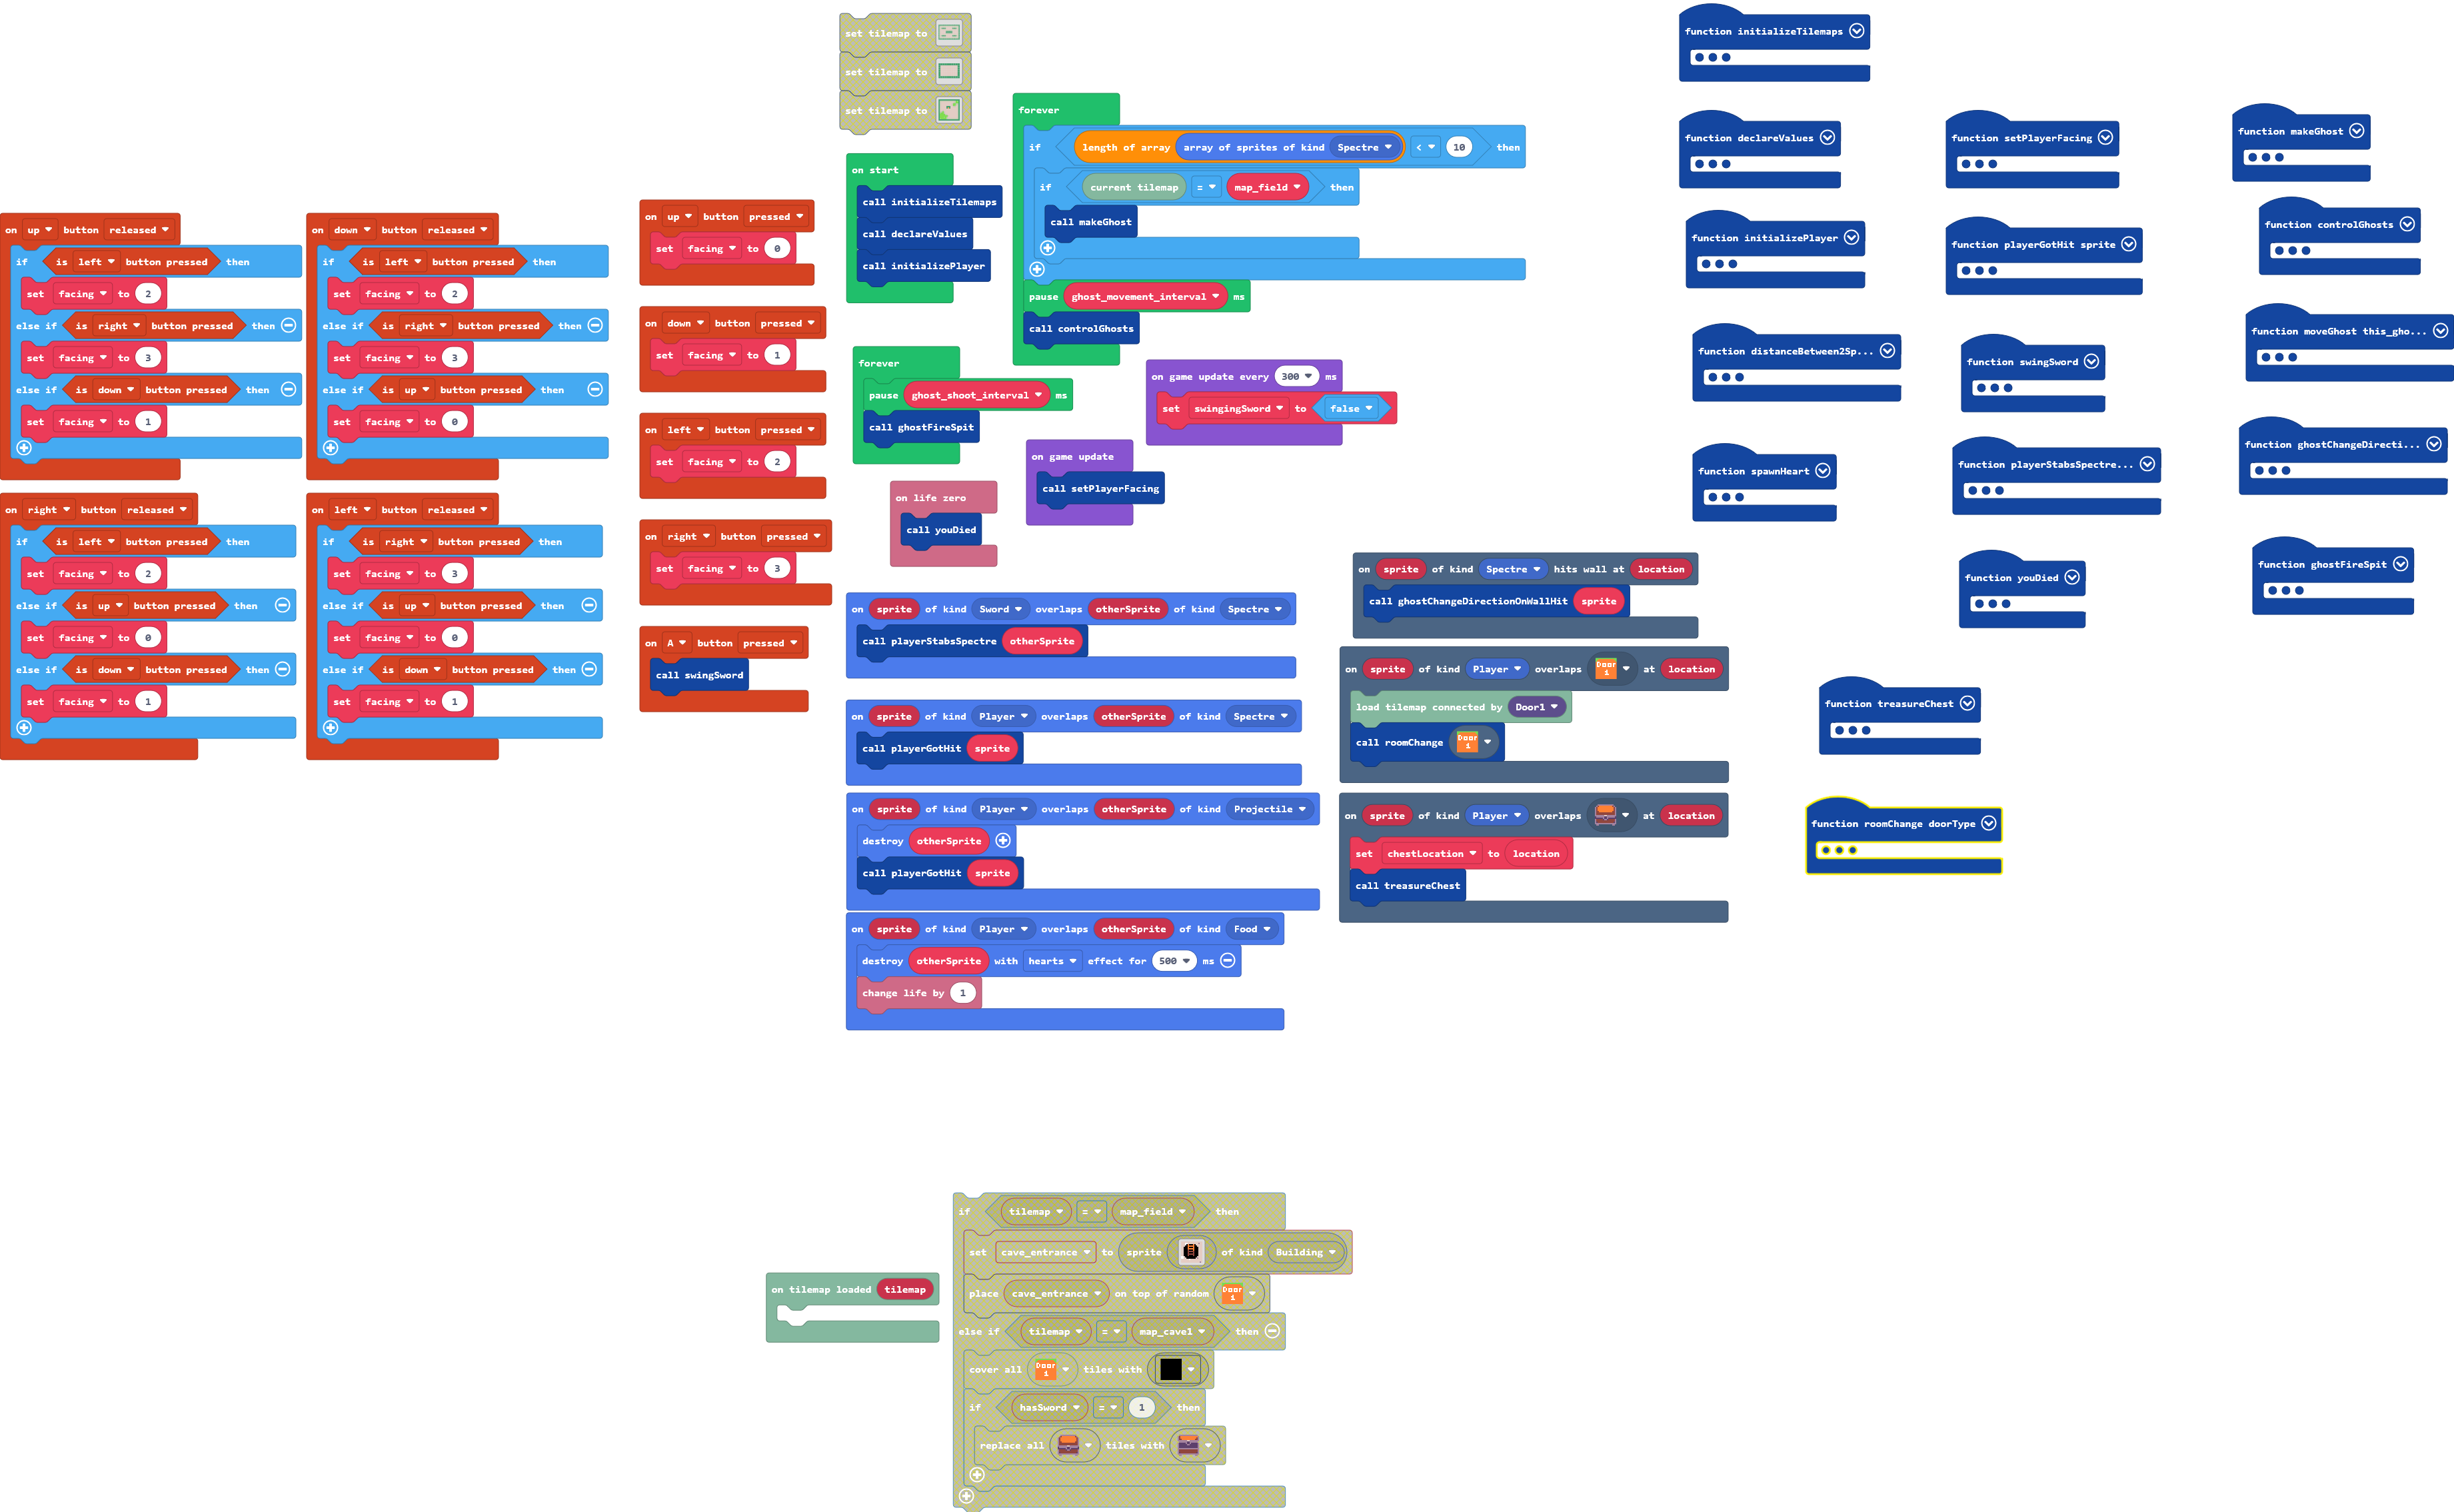 on up button released
if is left button pressed then
set facing to 2
else if is right button pressed then
set facing to 3
else if is down button pressed then
set facing to 1
on down button released
if is left button pressed then
set facing to 2
else if is right button pressed then
set facing to 3
else if is up button pressed then
set facing to 0
on right button released
if is left button pressed then
set facing to 2
else if is up button pressed then
set facing to 0
else if is down button pressed then
set facing to 1
on left button released
if is right button pressed then
set facing to 3
else if is up button pressed then
set facing to 0
else if is down button pressed then
set facing to 1
on up button pressed
set facing to 0
on down button pressed
set facing to 1
on left button pressed
set facing to 2
on right button pressed
set facing to 3
on A button pressed
call swingSword
set tilemap to
set tilemap to
set tilemap to
on start
call initializeTilemaps
call declareValues
call initializePlayer
forever
if length of array array of sprites of kind Spectre < 10 then
if current tilemap = map_field then
call makeGhost
pause ghost_movement_interval ms
call controlGhosts
forever
pause ghost_shoot_interval ms
call ghostFireSpit
on game update every 300 ms
set swingingSword to false
on game update
call setPlayerFacing
on life zero
call youDied
on sprite of kind Sword overlaps otherSprite of kind Spectre
call playerStabsSpectre otherSprite
on sprite of kind Player overlaps otherSprite of kind Spectre
call playerGotHit sprite
on sprite of kind Player overlaps otherSprite of kind Projectile
destroy otherSprite
call playerGotHit sprite
on sprite of kind Player overlaps otherSprite of kind Food
destroy otherSprite with hearts effect for 500 ms
change life by 1
on sprite of kind Spectre hits wall at location
call ghostChangeDirectionOnWallHit sprite
on sprite of kind Player overlaps Door 1 at location
load tilemap connected by Door1
call roomChange Door 1
on sprite of kind Player overlaps at location
set chestLocation to location
call treasureChest
function initializeTilemaps
function declareValues
function initializePlayer
function distanceBetween2Sp...
function spawnHeart
function setPlayerFacing
function playerGotHit sprite
function swingSword
function playerStabsSpectre...
function youDied
function makeGhost
function controlGhosts
function moveGhost this_gho...
function ghostChangeDirecti...
function ghostFireSpit
function treasureChest
function roomChange doorType
on tilemap loaded tilemap
if tilemap = map_field then
set cave_entrance to sprite of kind Building
place cave_entrance on top of random Door 1
else if tilemap = map_cave1 then
cover all Door 1 tiles with
if hasSword = 1 then
replace all tiles with